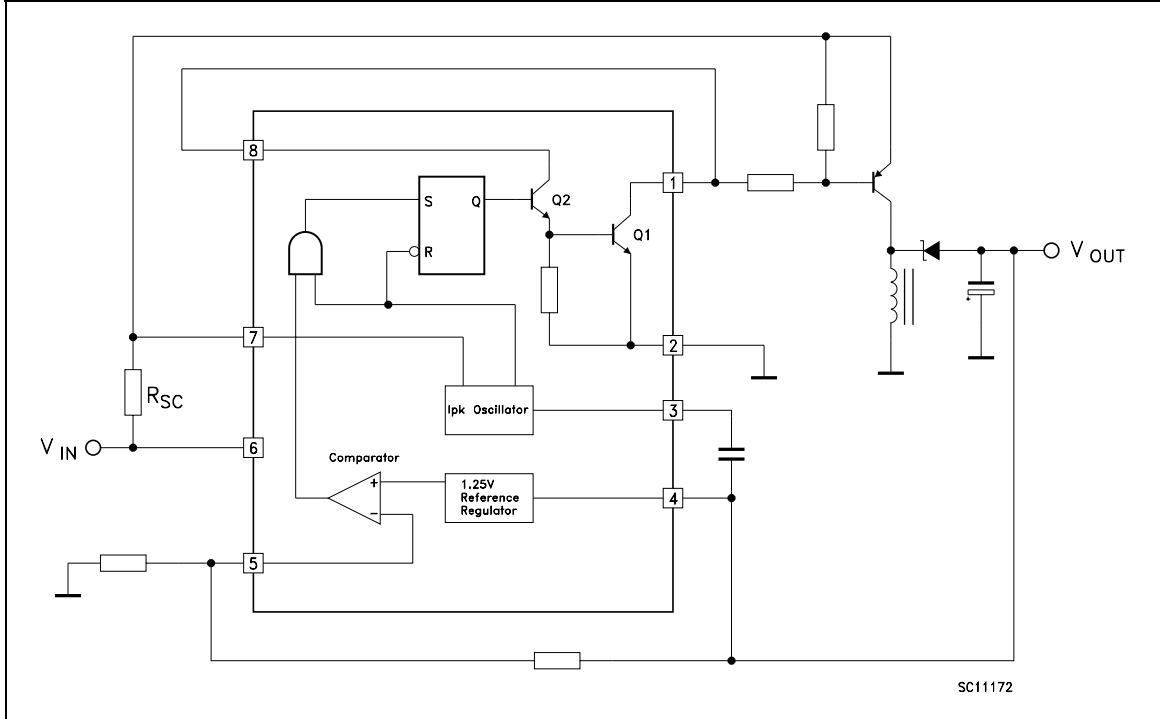 8
1
S Q
Q2
Q1
R
V OUT
+
7
2
RSC
Ipk Oscillator
3
VIN
6
Comparator
+
1.25V
Reference
Regulator
4
−
5
SC11172